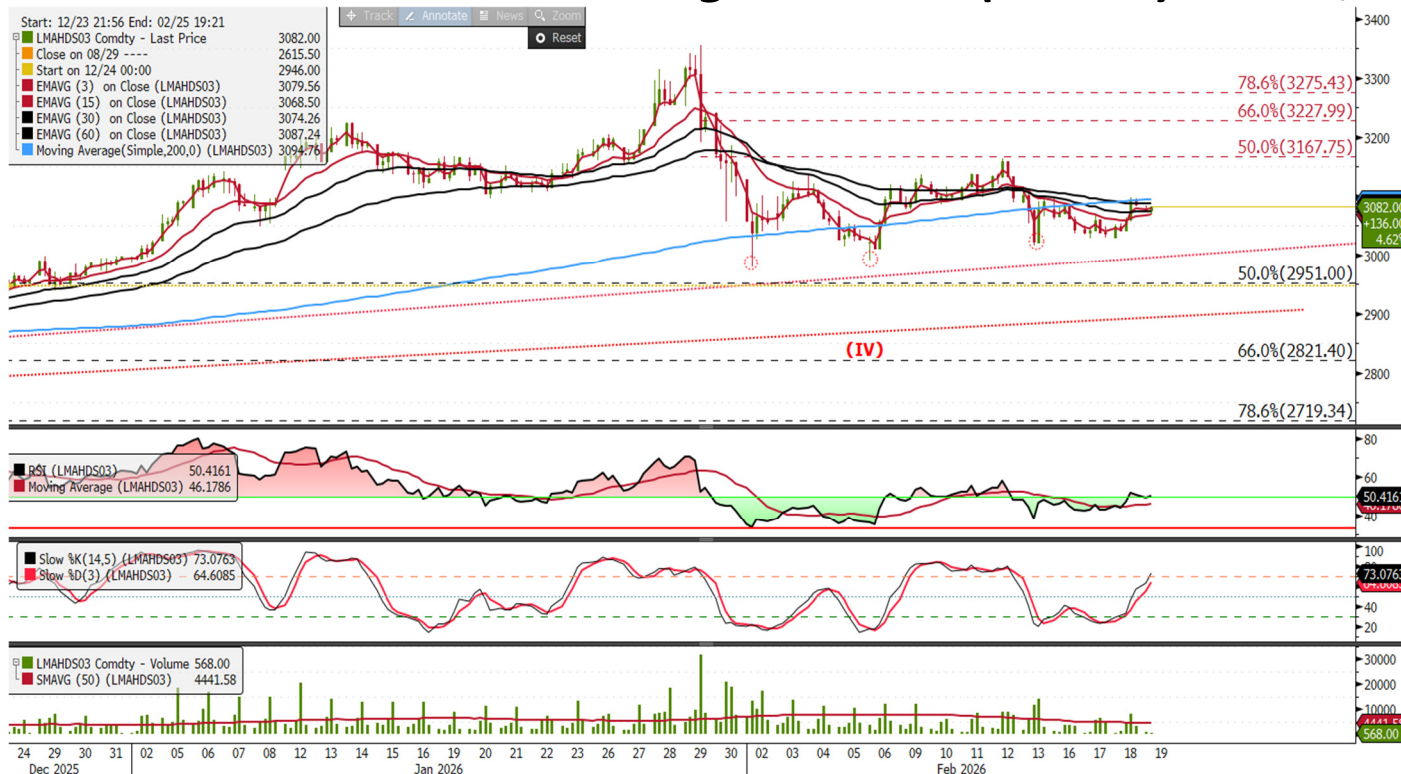 Start: 12/23 21:56 End: 02/25 19:21
LMAHDS03 Comdty - Last Price 3082.00
Close on 08/29 ---- 2615.50
Start on 12/24 00:00 2946.00
EMAVG (3) on Close (LMAHDS03) 3079.56
EMAVG (15) on Close (LMAHDS03) 3068.50
EMAVG (30) on Close (LMAHDS03) 3074.26
EMAVG (60) on Close (LMAHDS03) 3087.24
Moving Average(Simple,200,0) (LMAHDS03) 3094.76
Track Annotate News Zoom
Reset
3400
3300
78.6%(3275.43)
66.0%(3227.99)
3200
50.0%(3167.75)
3082.00
+136.00
4.62%
3000
50.0%(2951.00)
2900
(IV)
66.0%(2821.40)
2800
78.6%(2719.34)
RSI (LMAHDS03) 50.4161
Moving Average (LMAHDS03) 46.1786
80
60
50.4161
40
Slow %K(14,5) (LMAHDS03) 73.0763
Slow %D(3) (LMAHDS03) 64.6085
100
73.0763
40
20
LMAHDS03 Comdty - Volume 568.00
SMAVG (50) (LMAHDS03) 4441.58
30000
20000
10000
568.00
24 29 30 31 02 05 06 07 08 09 12 13 14 15 16 19 20 21 22 23 26 27 28 29 30 02 03 04 05 06 09 10 11 12 13 16 17 18 19
Dec 2025 Jan 2026 Feb 2026